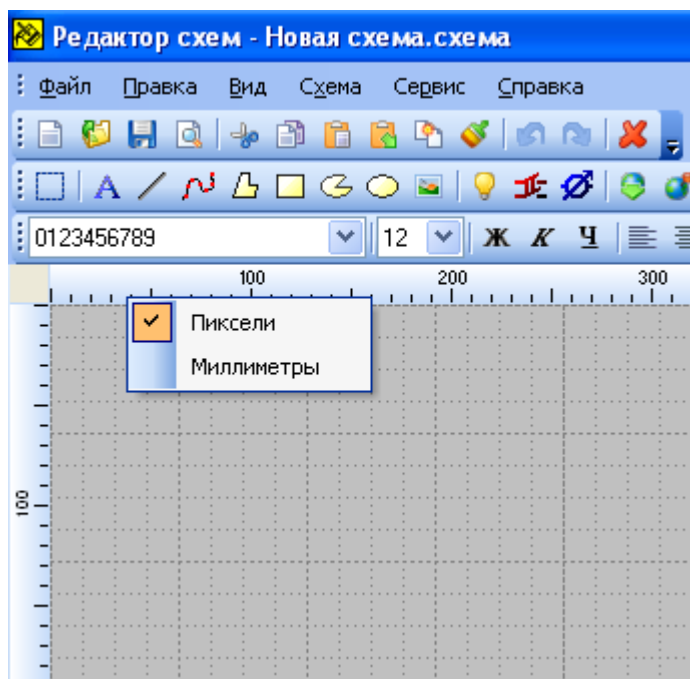 Редактор схем - Новая схема.схема
Файл Правка Вид Схема Сервис Справка
A
0123456789 12 Ж К Ч
100 200 300
Пиксели
Миллиметры
100